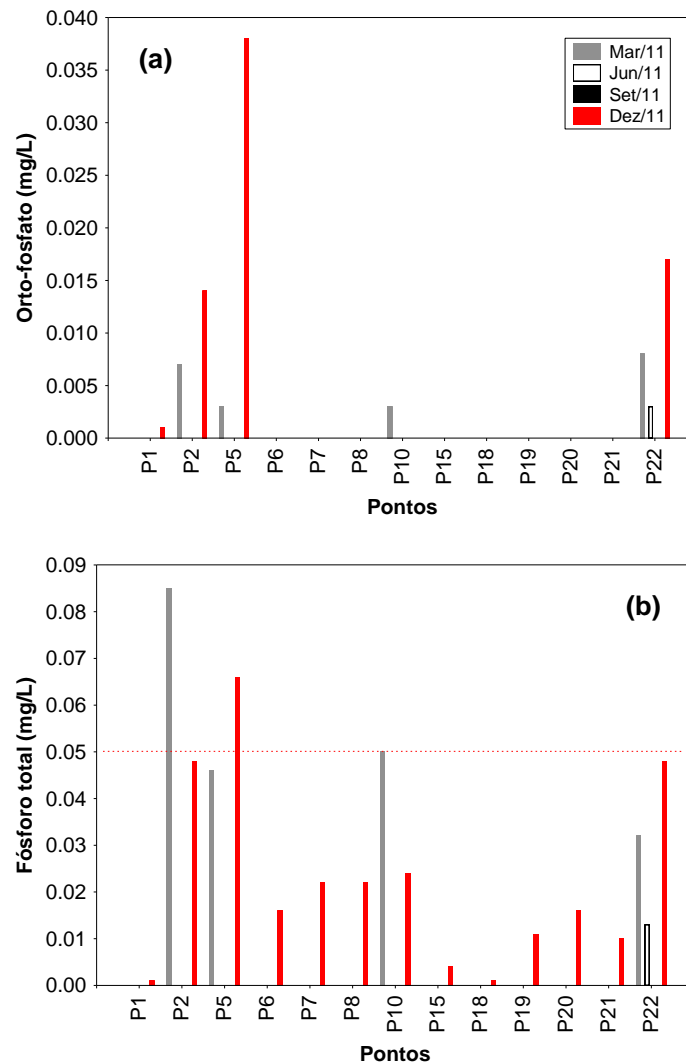 0.040
0.035
0.030
0.025
0.020
0.015
0.010
0.005
0.000
Orto-fosfato (mg/L)
(a)
Mar/11
Jun/11
Set/11
Dez/11
P1 P2 P5 P6 P7 P8 P10 P15 P18 P19 P20 P21 P22
Pontos
0.09
0.08
0.07
0.06
0.05
0.04
0.03
0.02
0.01
0.00
Fósforo total (mg/L)
(b)
P1 P2 P5 P6 P7 P8 P10 P15 P18 P19 P20 P21 P22
Pontos